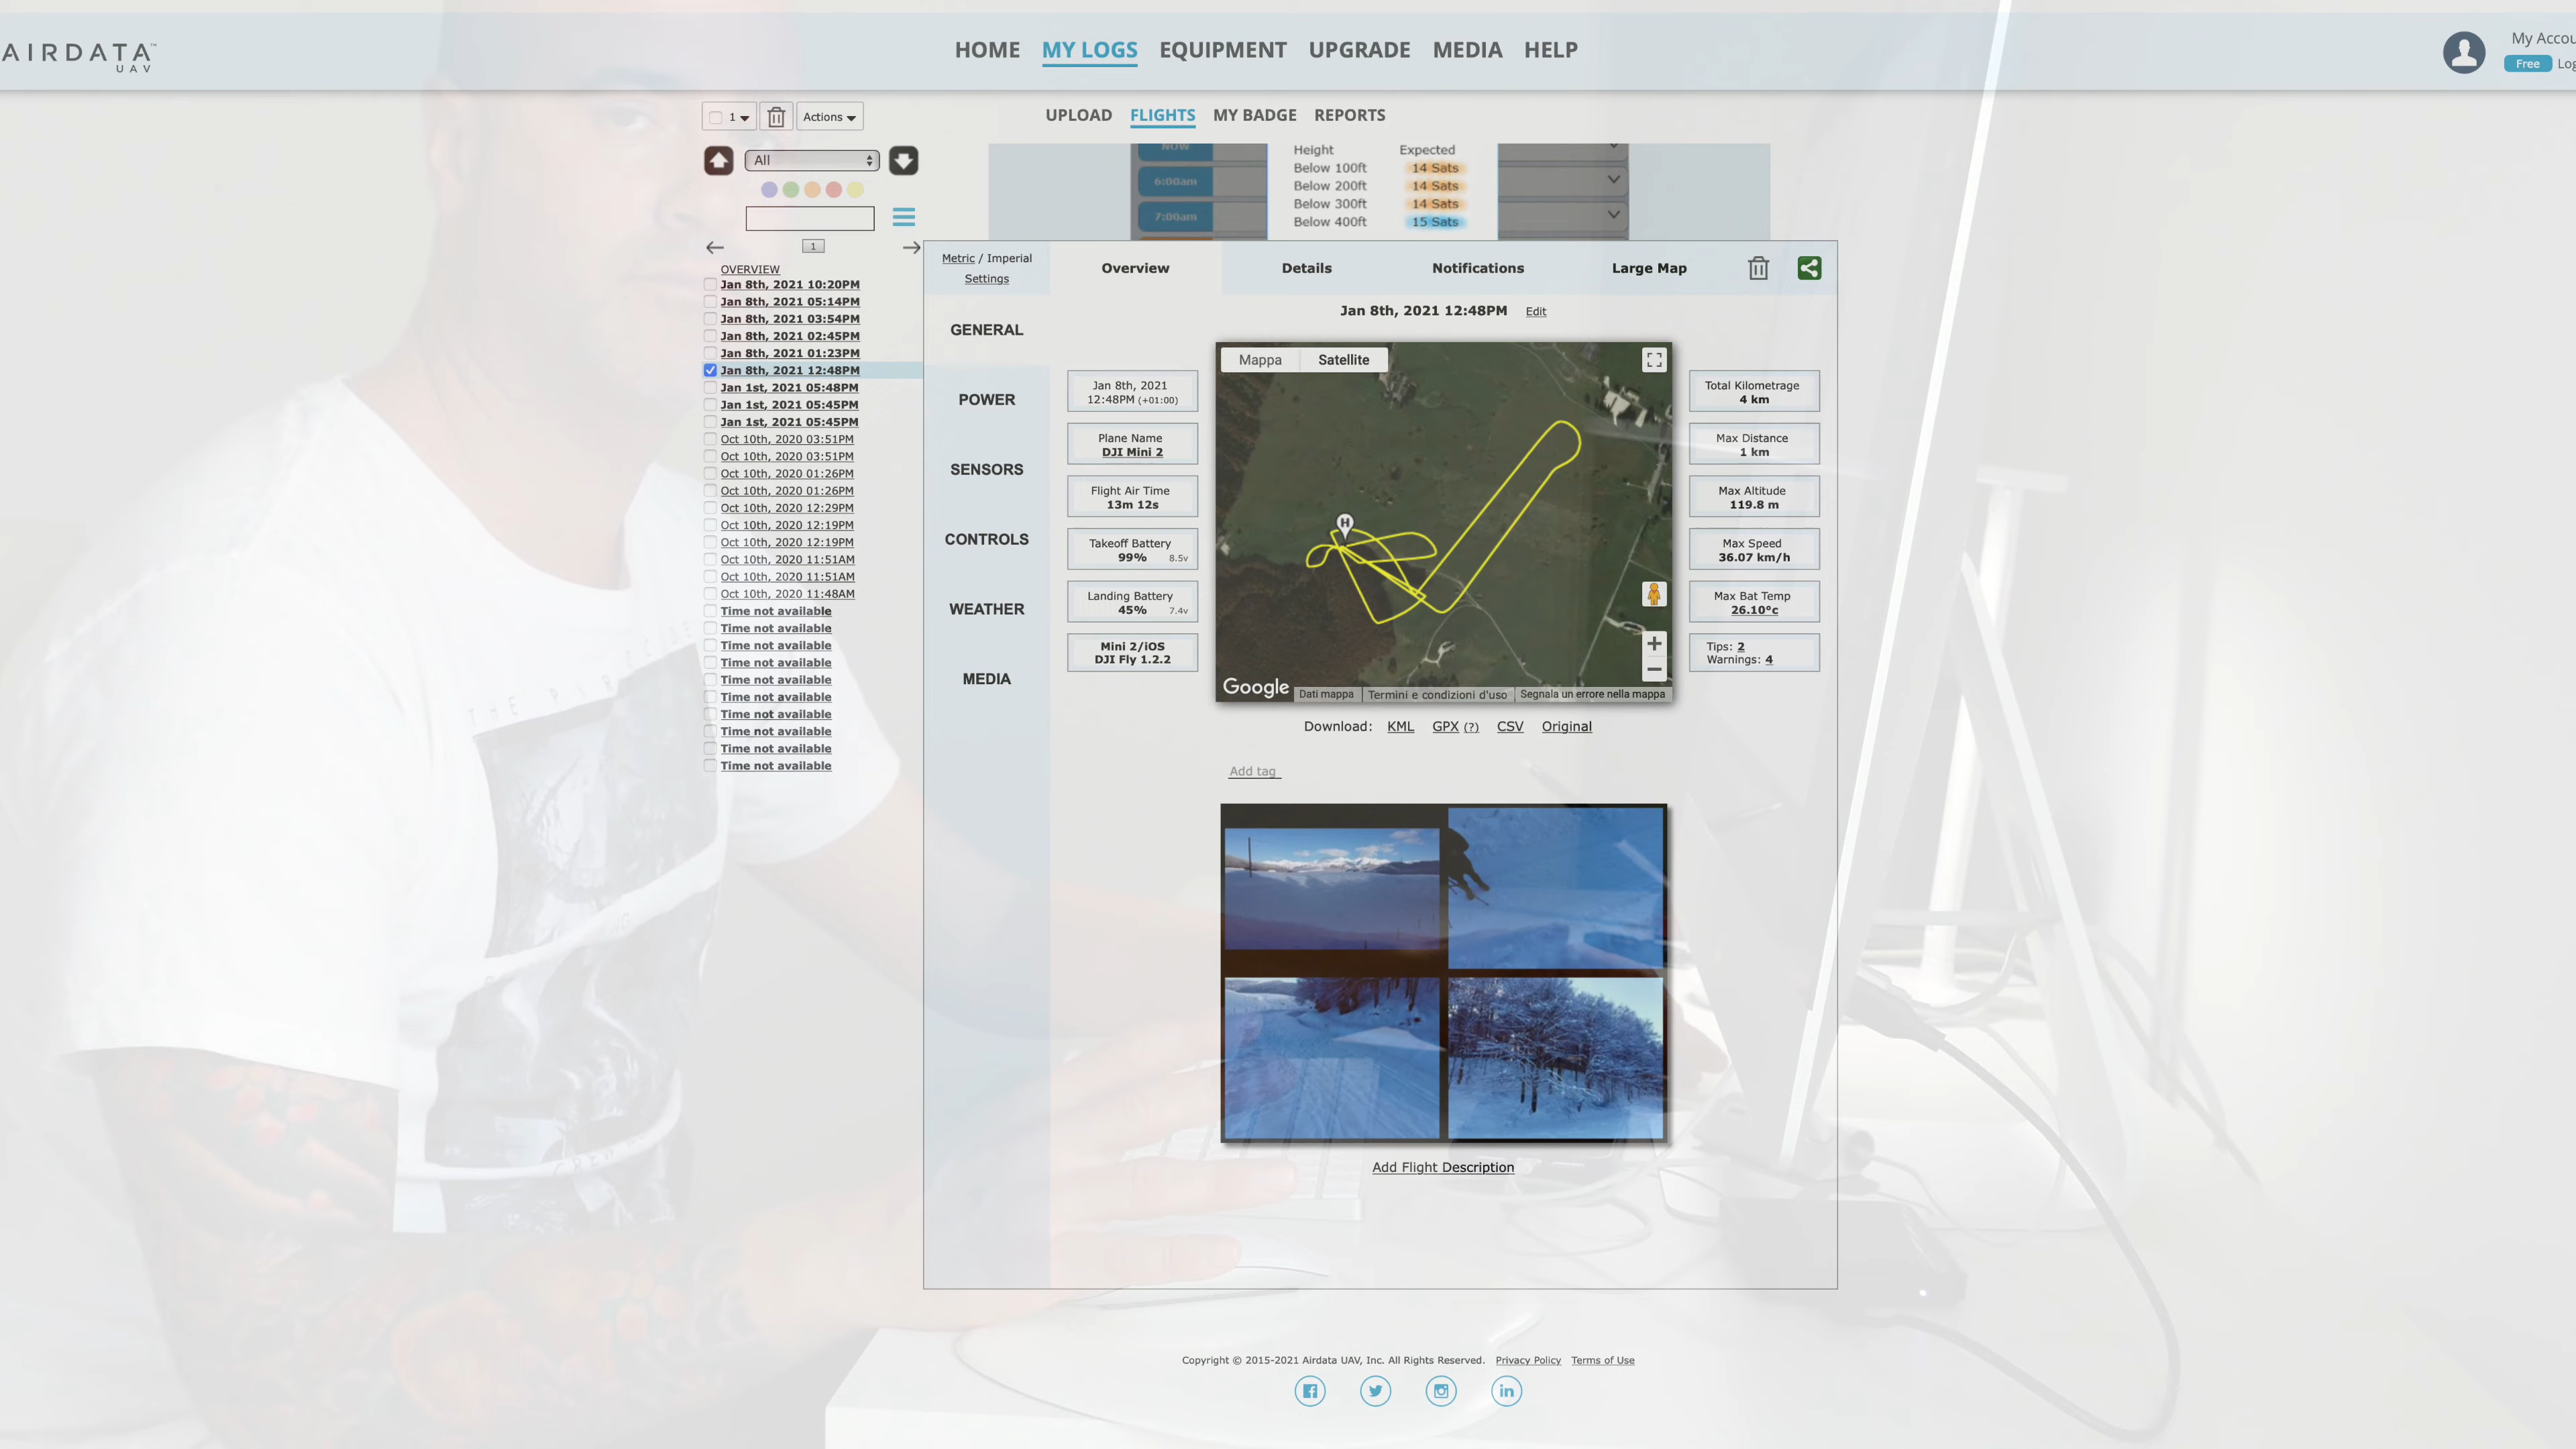 AIRDATA™
UAV
HOME MY LOGS EQUIPMENT UPGRADE MEDIA HELP
Free
UPLOAD FLIGHTS MY BADGE REPORTS
1
Actions
All
1
NOW
6:00am
7:00am
Height Expected
Below 100ft 14 Sats
Below 200ft 14 Sats
Below 300ft 14 Sats
Below 400ft 15 Sats
OVERVIEW
Jan 8th, 2021 10:20PM
Jan 8th, 2021 05:14PM
Jan 8th, 2021 03:54PM
Jan 8th, 2021 02:45PM
Jan 8th, 2021 01:23PM
Jan 8th, 2021 12:48PM
Jan 1st, 2021 05:48PM
Jan 1st, 2021 05:45PM
Jan 1st, 2021 05:45PM
Oct 10th, 2020 03:51PM
Oct 10th, 2020 03:51PM
Oct 10th, 2020 01:26PM
Oct 10th, 2020 01:26PM
Oct 10th, 2020 12:29PM
Oct 10th, 2020 12:19PM
Oct 10th, 2020 12:19PM
Oct 10th, 2020 11:51AM
Oct 10th, 2020 11:51AM
Oct 10th, 2020 11:48AM
Time not available
Time not available
Time not available
Time not available
Time not available
Time not available
Time not available
Time not available
Time not available
Time not available
Metric / Imperial
Settings
Overview Details Notifications Large Map
GENERAL
POWER
SENSORS
CONTROLS
WEATHER
MEDIA
Jan 8th, 2021 12:48PM Edit
Jan 8th, 2021
12:48PM (+01:00)
Plane Name
DJI Mini 2
Flight Air Time
13m 12s
Takeoff Battery
99% 8.5v
Landing Battery
45% 7.4v
Mini 2/iOS
DJI Fly 1.2.2
Mappa Satellite
H
Google Dati mappa Termini e condizioni d'uso Segnala un errore nella mappa
Total Kilometrage
4 km
Max Distance
1 km
Max Altitude
119.8 m
Max Speed
36.07 km/h
Max Bat Temp
26.10°c
Tips: 2
Warnings: 4
Download: KML GPX (?) CSV Original
Add tag
Add Flight Description
Copyright © 2015-2021 Airdata UAV, Inc. All Rights Reserved. Privacy Policy Terms of Use